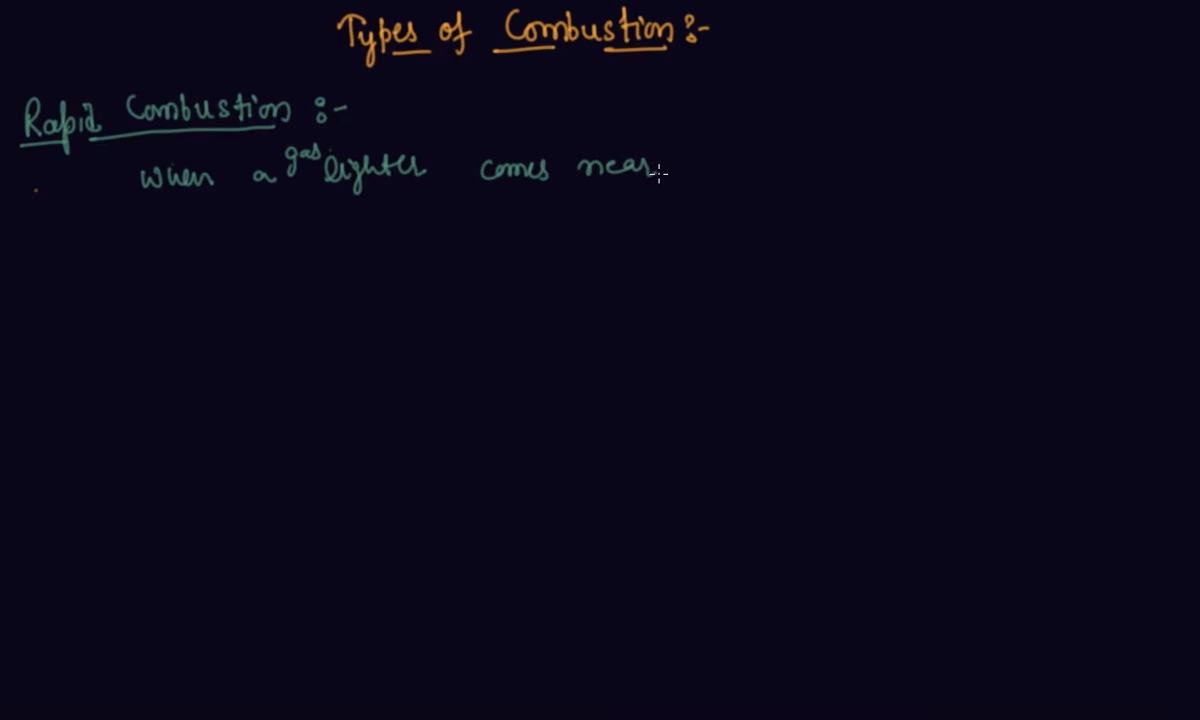 Types of Combustion :-
Rapid Combustion :-
when a gas lighter comes near